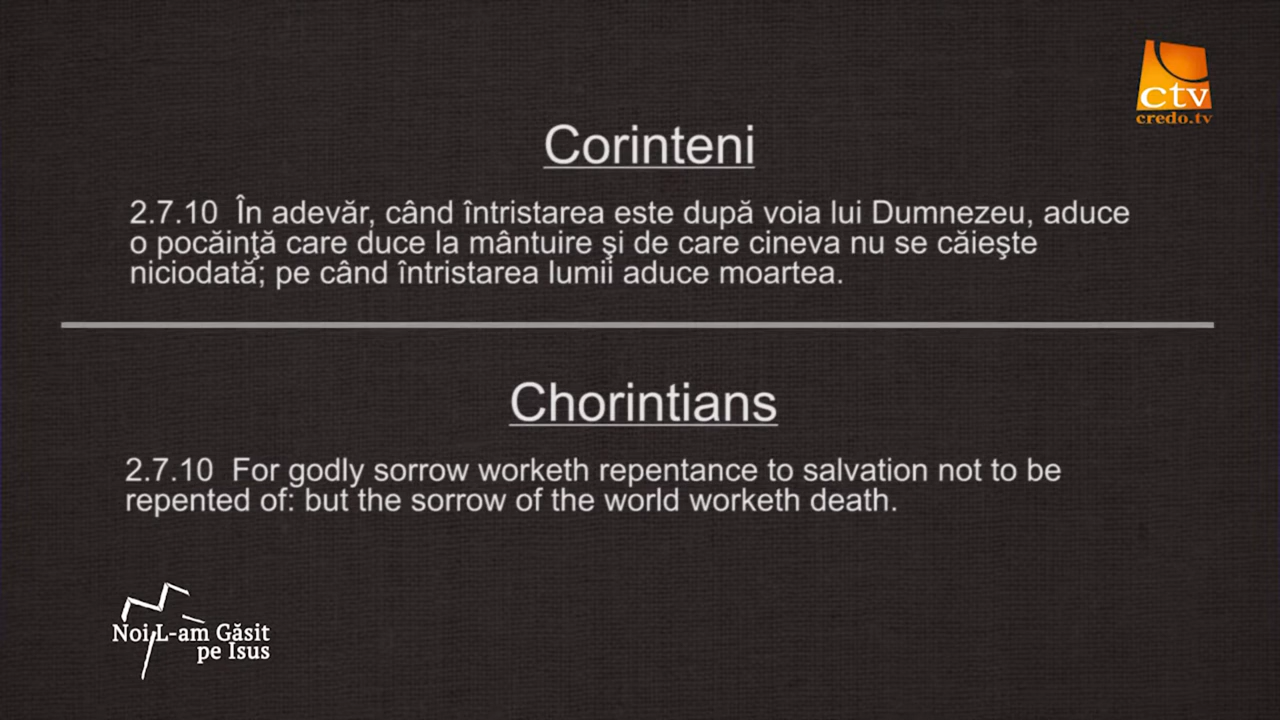 ctv
credo.tv
Corinteni
2.7.10 În adevăr, când întristarea este după voia lui Dumnezeu, aduce
o pocăinţă care duce la mântuire şi de care cineva nu se căieşte
niciodată; pe când întristarea lumii aduce moartea.
Chorintians
2.7.10 For godly sorrow worketh repentance to salvation not to be
repented of: but the sorrow of the world worketh death.
Noi L-am Găsit
pe Isus